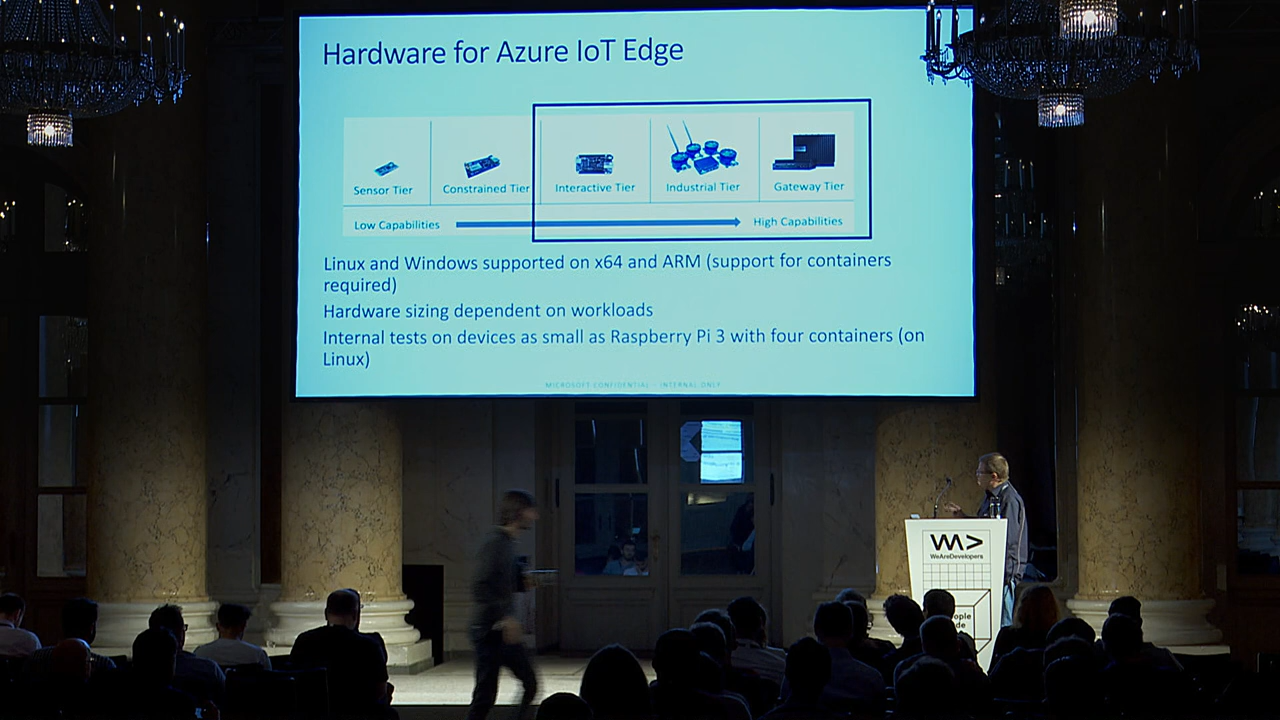 Hardware for Azure IoT Edge
Sensor Tier
Constrained Tier
Interactive Tier
Industrial Tier
Gateway Tier
Low Capabilities
High Capabilities
Linux and Windows supported on x64 and ARM (support for containers
required)
Hardware sizing dependent on workloads
Internal tests on devices as small as Raspberry Pi 3 with four containers (on
Linux)
MICROSOFT CONFIDENTIAL - INTERNAL ONLY
WeAreDevelopers